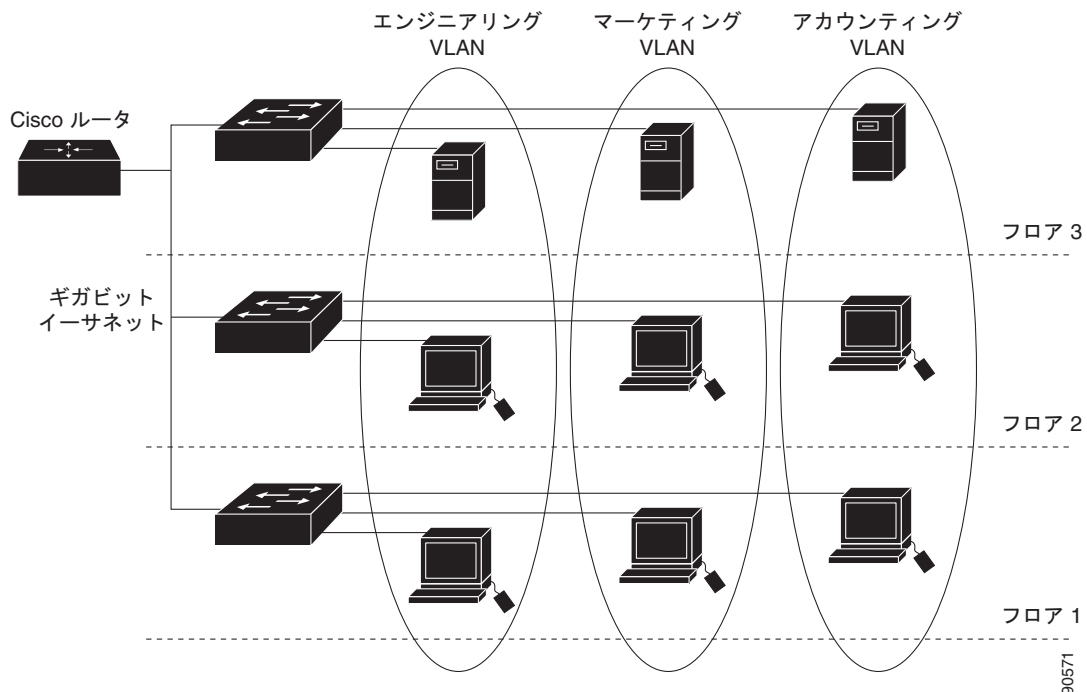 エンジニアリング
VLAN
マーケティング
VLAN
アカウンティング
VLAN
Cisco ルータ
フロア 3
ギガビット
イーサネット
フロア 2
フロア 1
90571